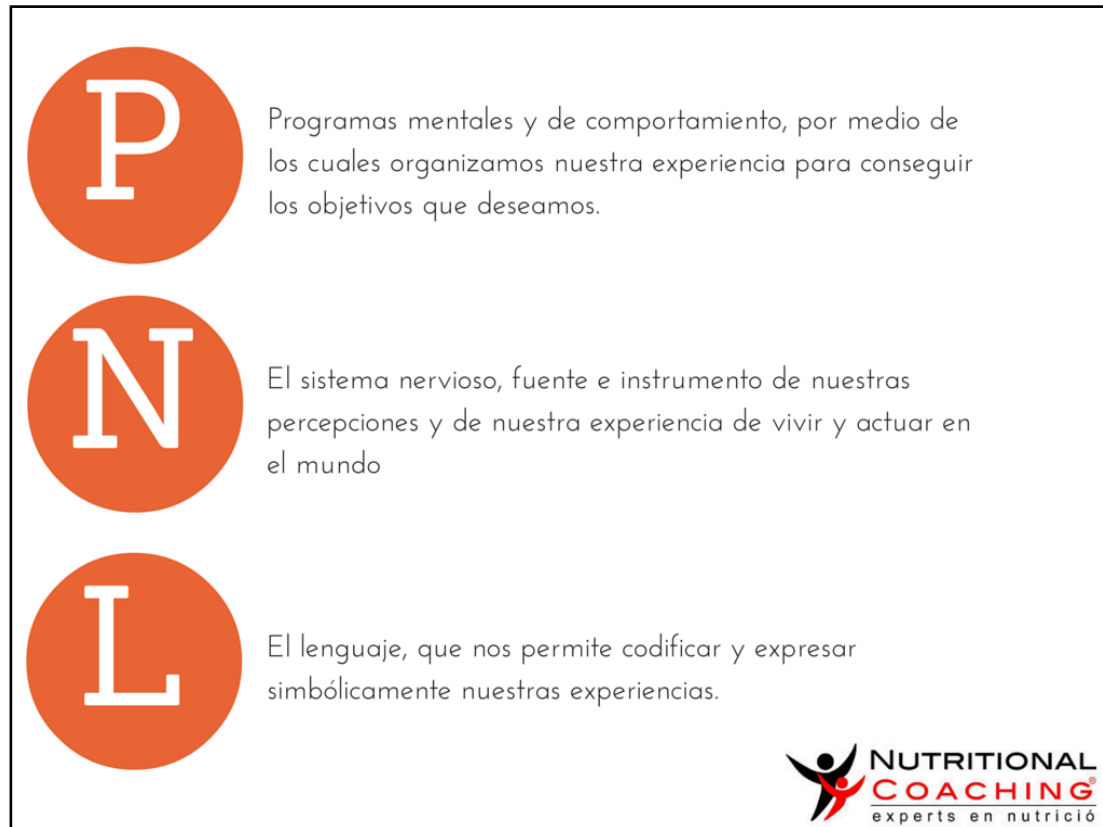 P
Programas mentales y de comportamiento, por medio de
los cuales organizamos nuestra experiencia para conseguir
los objetivos que deseamos.
N
El sistema nervioso, fuente e instrumento de nuestras
percepciones y de nuestra experiencia de vivir y actuar en
el mundo
L
El lenguaje, que nos permite codificar y expresar
simbólicamente nuestras experiencias.
NUTRITIONAL
COACHING®
experts en nutrició